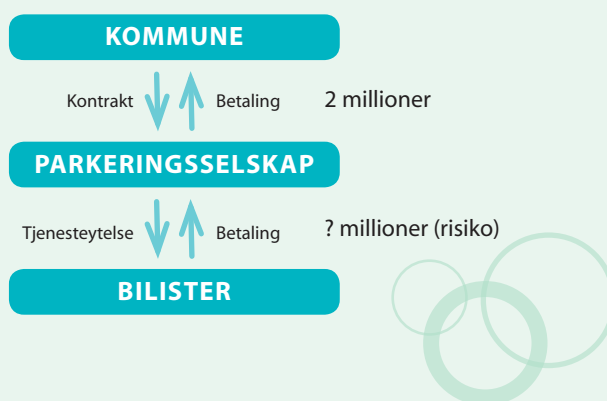 KOMMUNE
Kontrakt Betaling 2 millioner
PARKERINGSSELSKAP
Tjenesteytelse Betaling ? millioner (risiko)
BILISTER